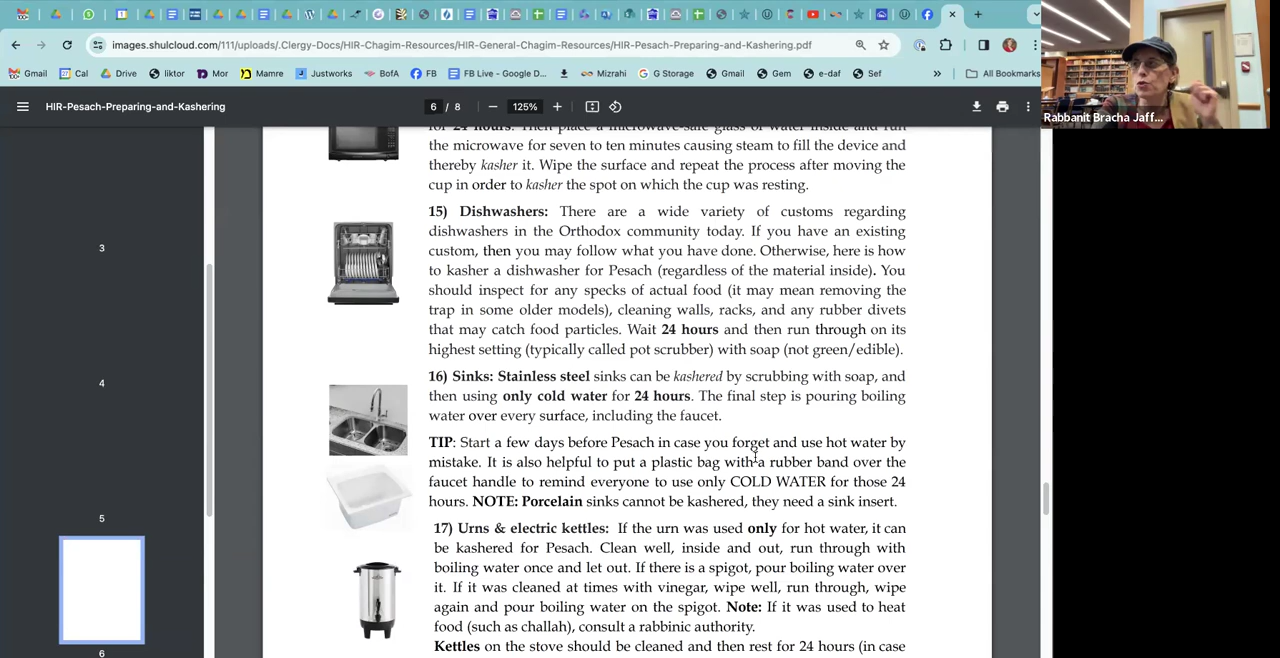 images.shulcloud.com/111/uploads/.Clergy-Docs/HIR-Chagim-Resources/HIR-General-Chagim-Resources/HIR-Pesach-Preparing-and-Kashering.pdf
Gmail Cal Drive liktor Mor Mamre Justworks BofA FB FB Live - Google D... Mizrahi G Storage Gmail Gem e-daf Sef » All Bookmarks
HIR-Pesach-Preparing-and-Kashering 6 / 8 125%
Rabbanit Bracha Jaff...
3
4
5
6
for 24 hours. Then place a microwave-safe glass of water inside and run
the microwave for seven to ten minutes causing steam to fill the device and
thereby kasher it. Wipe the surface and repeat the process after moving the
cup in order to kasher the spot on which the cup was resting.
15) Dishwashers: There are a wide variety of customs regarding
dishwashers in the Orthodox community today. If you have an existing
custom, then you may follow what you have done. Otherwise, here is how
to kasher a dishwasher for Pesach (regardless of the material inside). You
should inspect for any specks of actual food (it may mean removing the
trap in some older models), cleaning walls, racks, and any rubber divets
that may catch food particles. Wait 24 hours and then run through on its
highest setting (typically called pot scrubber) with soap (not green/edible).
16) Sinks: Stainless steel sinks can be kashered by scrubbing with soap, and
then using only cold water for 24 hours. The final step is pouring boiling
water over every surface, including the faucet.
TIP: Start a few days before Pesach in case you forget and use hot water by
mistake. It is also helpful to put a plastic bag with a rubber band over the
faucet handle to remind everyone to use only COLD WATER for those 24
hours. NOTE: Porcelain sinks cannot be kashered, they need a sink insert.
17) Urns & electric kettles: If the urn was used only for hot water, it can
be kashered for Pesach. Clean well, inside and out, run through with
boiling water once and let out. If there is a spigot, pour boiling water over
it. If it was cleaned at times with vinegar, wipe well, run through, wipe
again and pour boiling water on the spigot. Note: If it was used to heat
food (such as challah), consult a rabbinic authority.
Kettles on the stove should be cleaned and then rest for 24 hours (in case